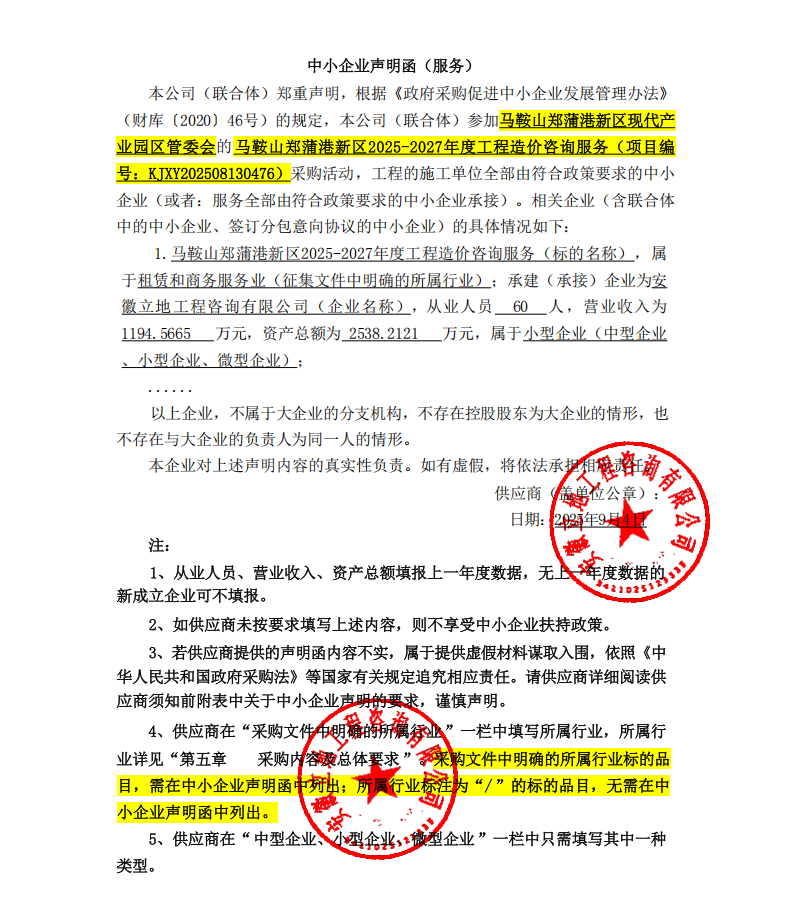 中小企业声明函（服务）
本公司（联合体）郑重声明，根据《政府采购促进中小企业发展管理办法》
（财库〔2020〕46号）的规定，本公司（联合体）参加马鞍山郑蒲港新区现代产
业园区管委会的马鞍山郑蒲港新区2025-2027年度工程造价咨询服务（项目编
号：KJXY202508130476）采购活动，工程的施工单位全部由符合政策要求的中小
企业（或者：服务全部由符合政策要求的中小企业承接）。相关企业（含联合体
中的中小企业、签订分包意向协议的中小企业）的具体情况如下：
1.马鞍山郑蒲港新区2025-2027年度工程造价咨询服务（标的名称），属
于租赁和商务服务业（征集文件中明确的所属行业）；承建（承接）企业为安
徽立地工程咨询有限公司（企业名称），从业人员 60 人，营业收入为
1194.5665 万元，资产总额为 2538.2121 万元，属于小型企业（中型企业
、小型企业、微型企业）；
......
以上企业，不属于大企业的分支机构，不存在控股股东为大企业的情形，也
不存在与大企业的负责人为同一人的情形。
本企业对上述声明内容的真实性负责。如有虚假，将依法承担相应责任。
供应商（盖单位公章）：
日期：2025年9月4日
安徽立地工程咨询有限公司
注：
1、从业人员、营业收入、资产总额填报上一年度数据，无上一年度数据的
新成立企业可不填报。
2、如供应商未按要求填写上述内容，则不享受中小企业扶持政策。
3、若供应商提供的声明函内容不实，属于提供虚假材料谋取入围，依照《中
华人民共和国政府采购法》等国家有关规定追究相应责任。请供应商详细阅读供
应商须知前附表中关于中小企业声明的要求，谨慎声明。
4、供应商在“采购文件中明确的所属行业”一栏中填写所属行业，所属行
业详见“第五章 采购内容及总体要求”。采购文件中明确的所属行业标的品
目，需在中小企业声明函中列出；所属行业标注为“/”的标的品目，无需在中
小企业声明函中列出。
5、供应商在“中型企业、小型企业、微型企业”一栏中只需填写其中一种
类型。
安徽立地工程咨询有限公司